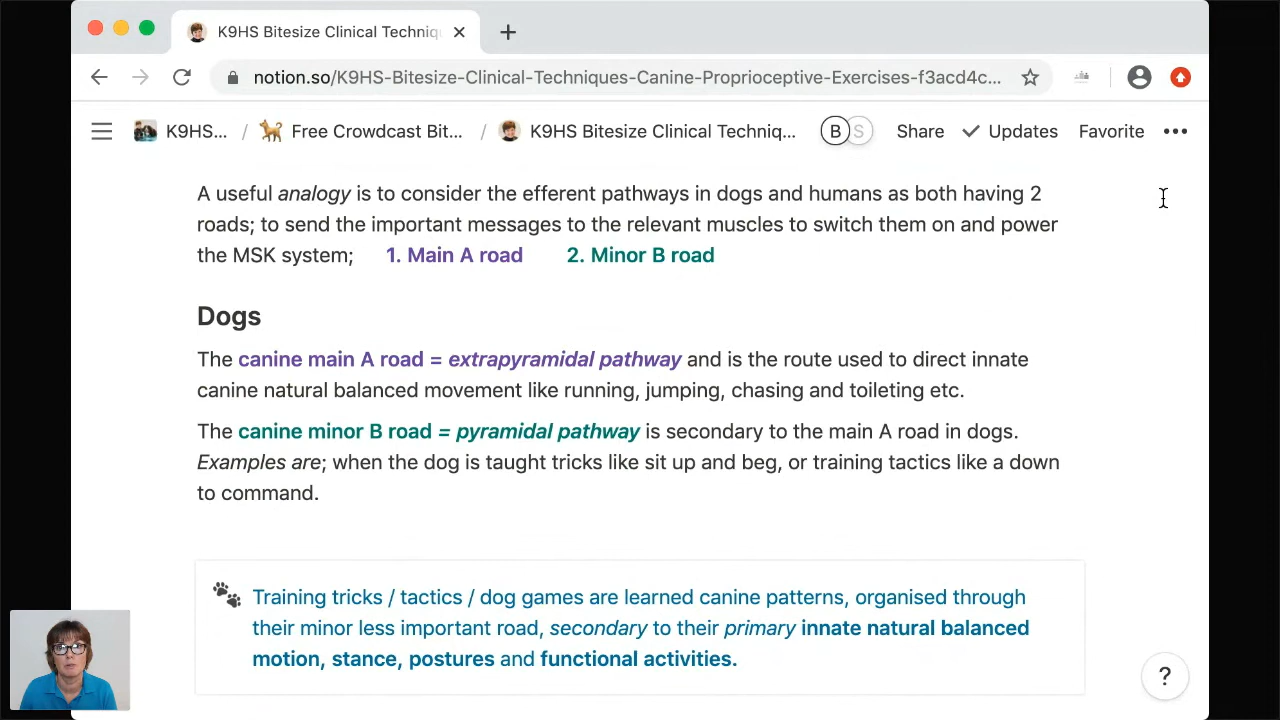 K9HS Bitesize Clinical Techniq
notion.so/K9HS-Bitesize-Clinical-Techniques-Canine-Proprioceptive-Exercises-f3acd4c...
K9HS... / Free Crowdcast Bit... / K9HS Bitesize Clinical Techniq... B S Share Updates Favorite
A useful analogy is to consider the efferent pathways in dogs and humans as both having 2
roads; to send the important messages to the relevant muscles to switch them on and power
the MSK system; 1. Main A road 2. Minor B road
Dogs
The canine main A road = extrapyramidal pathway and is the route used to direct innate
canine natural balanced movement like running, jumping, chasing and toileting etc.
The canine minor B road = pyramidal pathway is secondary to the main A road in dogs.
Examples are; when the dog is taught tricks like sit up and beg, or training tactics like a down
to command.
Training tricks / tactics / dog games are learned canine patterns, organised through
their minor less important road, secondary to their primary innate natural balanced
motion, stance, postures and functional activities.
?